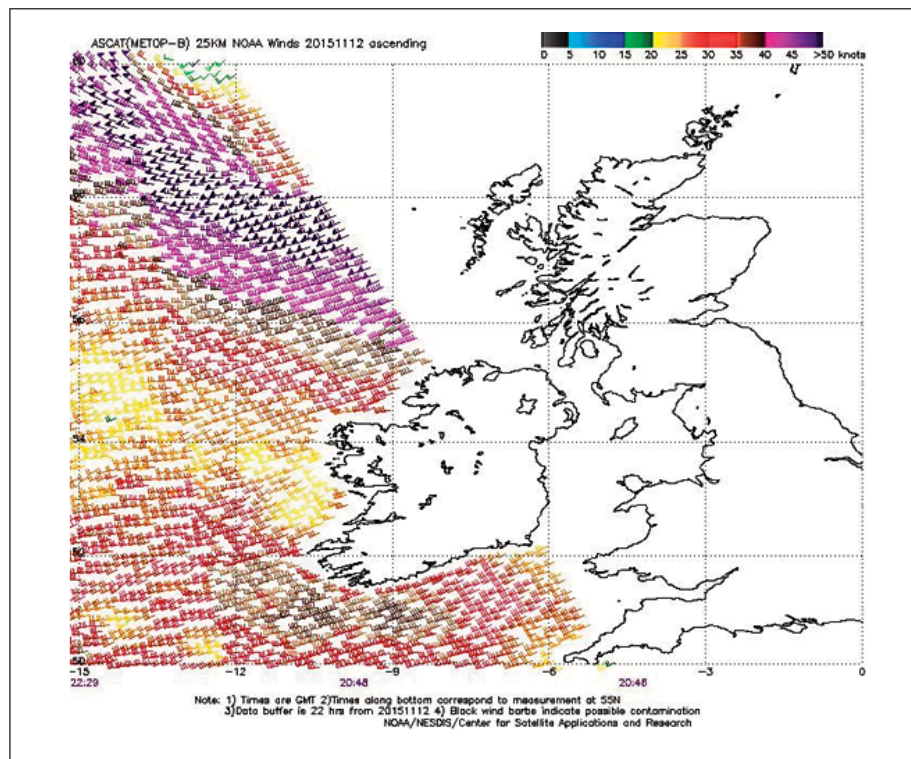 ASCAT(METOP-B) 25KM NOAA Winds 20151112 ascending
0 5 10 15 20 25 30 35 40 45 >50 knots
60
58
56
54
52
50
-15 -12 -9 -6 -3 0
22:29 20:48 20:46
Note: 1) Times are GMT 2)Times along bottom correspond to measurement at 55N
3)Data buffer is 22 hrs from 20151112 4) Black wind barbs indicate possible contamination
NOAA/NESDIS/Center for Satellite Applications and Research